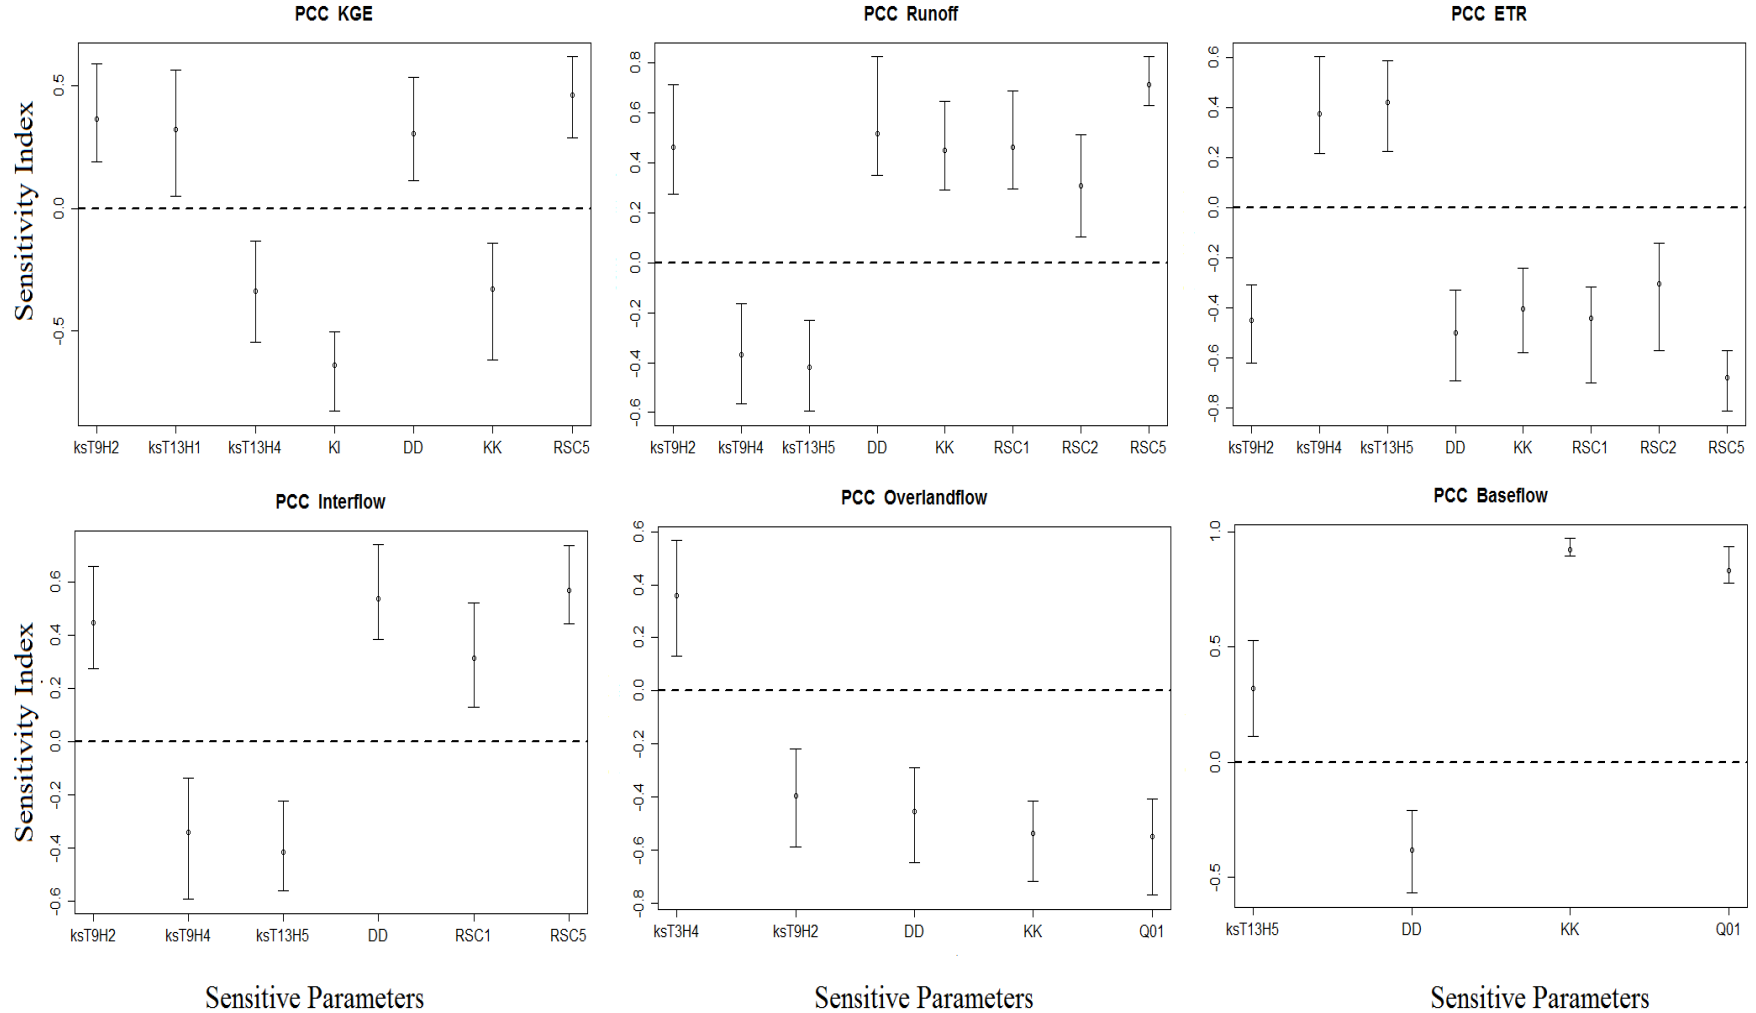 PCC KGE
Sensitivity Index
0.5
0.0
-0.5
ksT9H2 ksT13H1 ksT13H4 KI DD KK RSC5
PCC Runoff
0.8
0.6
0.4
0.2
0.0
-0.2
-0.4
-0.6
ksT9H2 ksT9H4 ksT13H5 DD KK RSC1 RSC2 RSC5
PCC ETR
0.6
0.4
0.2
0.0
-0.2
-0.4
-0.6
-0.8
ksT9H2 ksT9H4 ksT13H5 DD KK RSC1 RSC2 RSC5
PCC Interflow
Sensitivity Index
0.6
0.4
0.2
0.0
-0.2
-0.4
-0.6
ksT9H2 ksT9H4 ksT13H5 DD RSC1 RSC5
Sensitive Parameters
PCC Overlandflow
0.6
0.4
0.2
0.0
-0.2
-0.4
-0.6
-0.8
ksT3H4 ksT9H2 DD KK Q01
Sensitive Parameters
PCC Baseflow
1.0
0.5
0.0
-0.5
ksT13H5 DD KK Q01
Sensitive Parameters